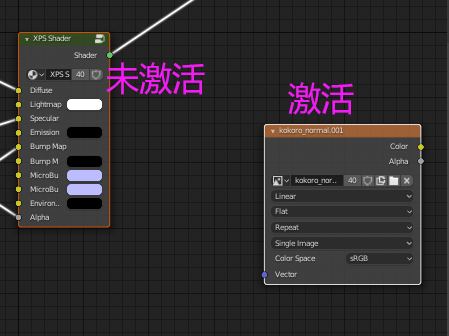 XPS Shader
Shader
XPS S 40
Diffuse
Lightmap
Specular
Emission
Bump Map
Bump M
MicroBu
MicroBu
Environ..
Alpha
未激活
激活
kokoro_normal.001
Color
Alpha
kokoro_nor.. 40
Linear
Flat
Repeat
Single Image
Color Space sRGB
Vector